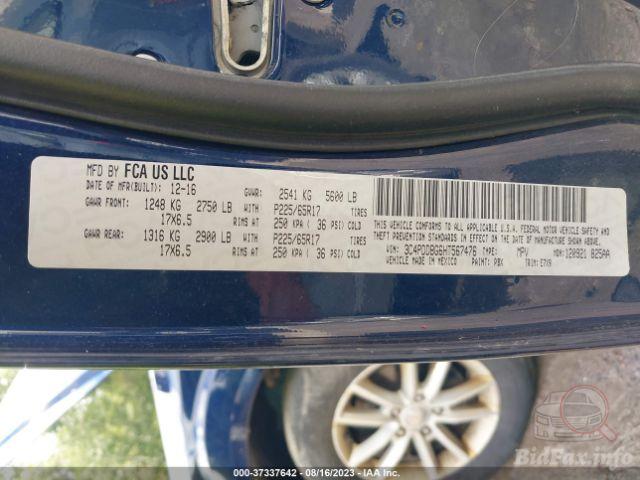 MFD BY FCA US LLC
DATE OF MFR(BUILT): 12-16 GVWR: 2541 KG 5600 LB
GAWR FRONT: 1248 KG 2750 LB WITH P225/65R17 TIRES
17X6.5 RIMS AT 250 KPA ( 36 PSI) COLD
GAWR REAR: 1316 KG 2900 LB WITH P225/65R17 TIRES
17X6.5 RIMS AT 250 KPA ( 36 PSI) COLD
THIS VEHICLE CONFORMS TO ALL APPLICABLE U.S.A. FEDERAL MOTOR VEHICLE SAFETY, BUMPER
AND THEFT PREVENTION STANDARDS IN EFFECT ON THE DATE OF MANUFACTURE SHOWN ABOVE.
VIN: 3C4PDDBG6HT567476 TYPE: MPV MDH: 120921 025AA
VEHICLE MADE IN MEXICO PAINT: PBX TRIM: E7X9
BidFax.info
000-37337642 - 08/16/2023 - IAA Inc.